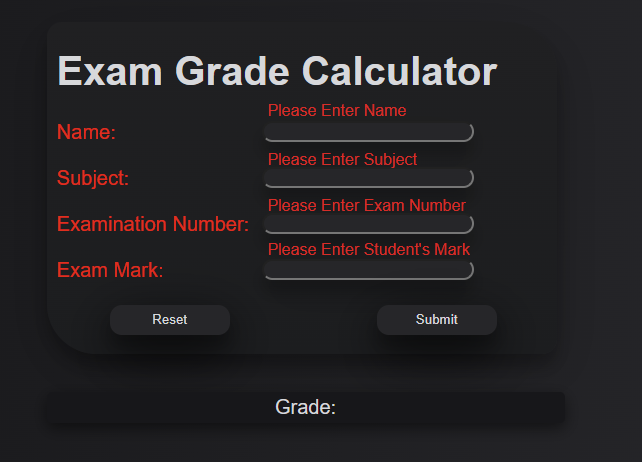 Exam Grade Calculator
Please Enter Name
Name:
Please Enter Subject
Subject:
Please Enter Exam Number
Examination Number:
Please Enter Student's Mark
Exam Mark:
Reset Submit
Grade: